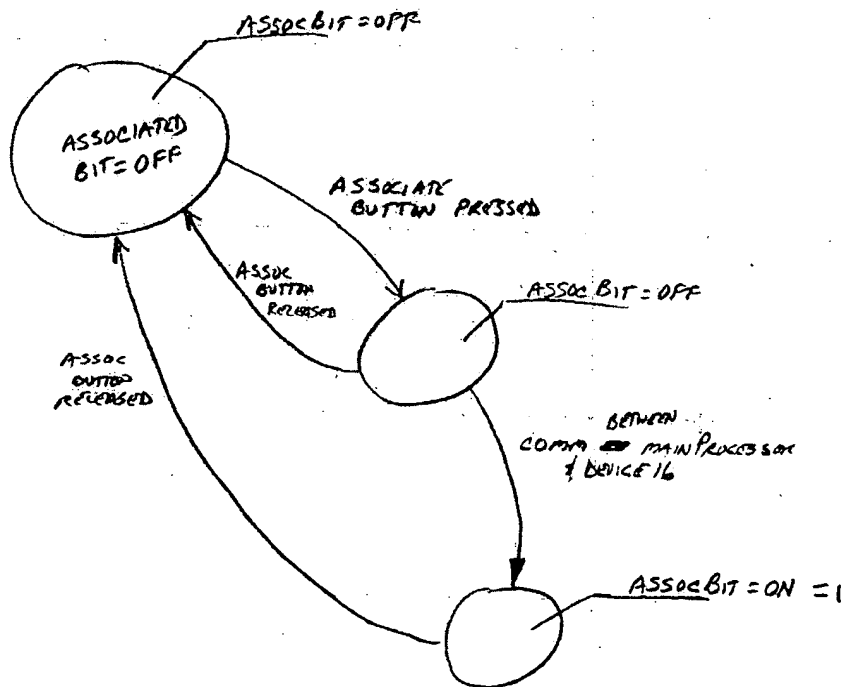 ASSOC BIT = OFF
ASSOCIATED
BIT = OFF
ASSOCIATE
BUTTON PRESSED
ASSOC
BUTTON
RELEASED
ASSOC BIT = OFF
ASSOC
BUTTON
RELEASED
BETWEEN
COMM MAIN PROCESSOR
& DEVICE 16
ASSOC BIT = ON = 1